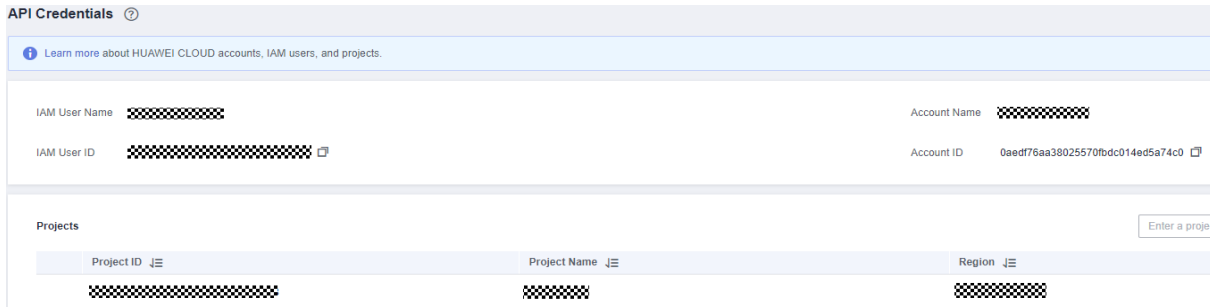 API Credentials ?
Learn more about HUAWEI CLOUD accounts, IAM users, and projects.
IAM User Name
Account Name
IAM User ID
Account ID 0aedf76aa38025570fbdc014ed5a74c0
Projects
Enter a proje
Project ID Project Name Region